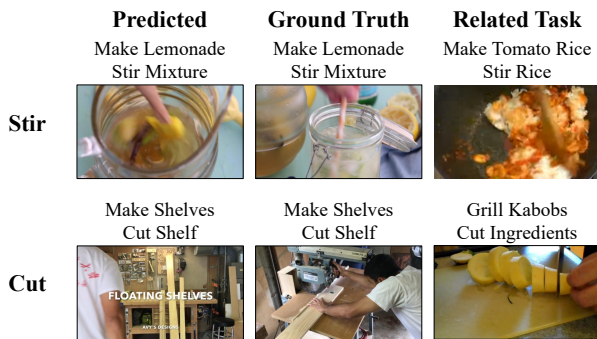 Predicted Ground Truth Related Task
Make Lemonade Make Lemonade Make Tomato Rice
Stir Mixture Stir Mixture Stir Rice
Stir
Make Shelves Make Shelves Grill Kabobs
Cut Shelf Cut Shelf Cut Ingredients
Cut
FLOATING SHELVES